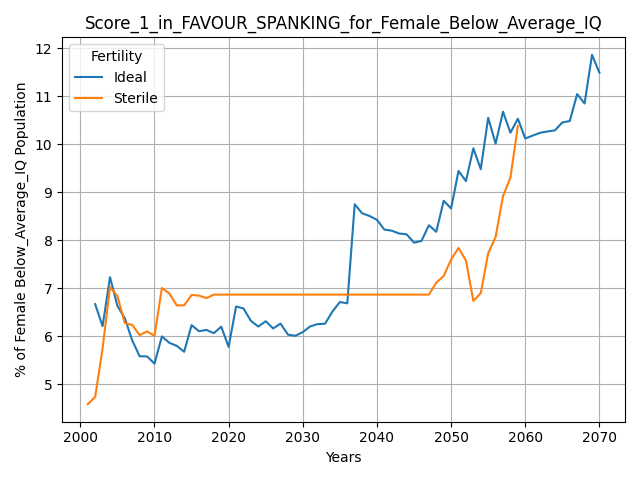 Score_1_in_FAVOUR_SPANKING_for_Female_Below_Average_IQ
Fertility
Ideal
Sterile
% of Female Below_Average_IQ Population
12
11
10
9
8
7
6
5
2000 2010 2020 2030 2040 2050 2060 2070
Years